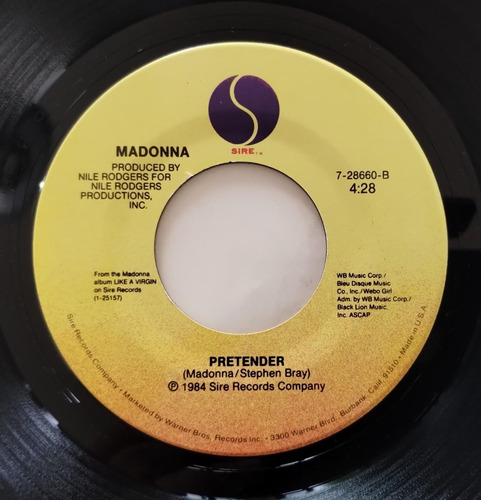 SIRE
MADONNA
PRODUCED BY
NILE RODGERS FOR
NILE RODGERS
PRODUCTIONS,
INC.
7-28660-B
4:28
From the Madonna
album LIKE A VIRGIN
on Sire Records
(1-25157)
WB Music Corp./
Bleu Disque Music
Co., Inc./Webo Girl
Adm. by WB Music Corp./
Black Lion Music,
Inc. ASCAP
PRETENDER
(Madonna/Stephen Bray)
℗ 1984 Sire Records Company
Sire Records Company • Marketed by Warner Bros. Records Inc. • 3300 Warner Blvd., Burbank, Calif. 91510 • Made in U.S.A.